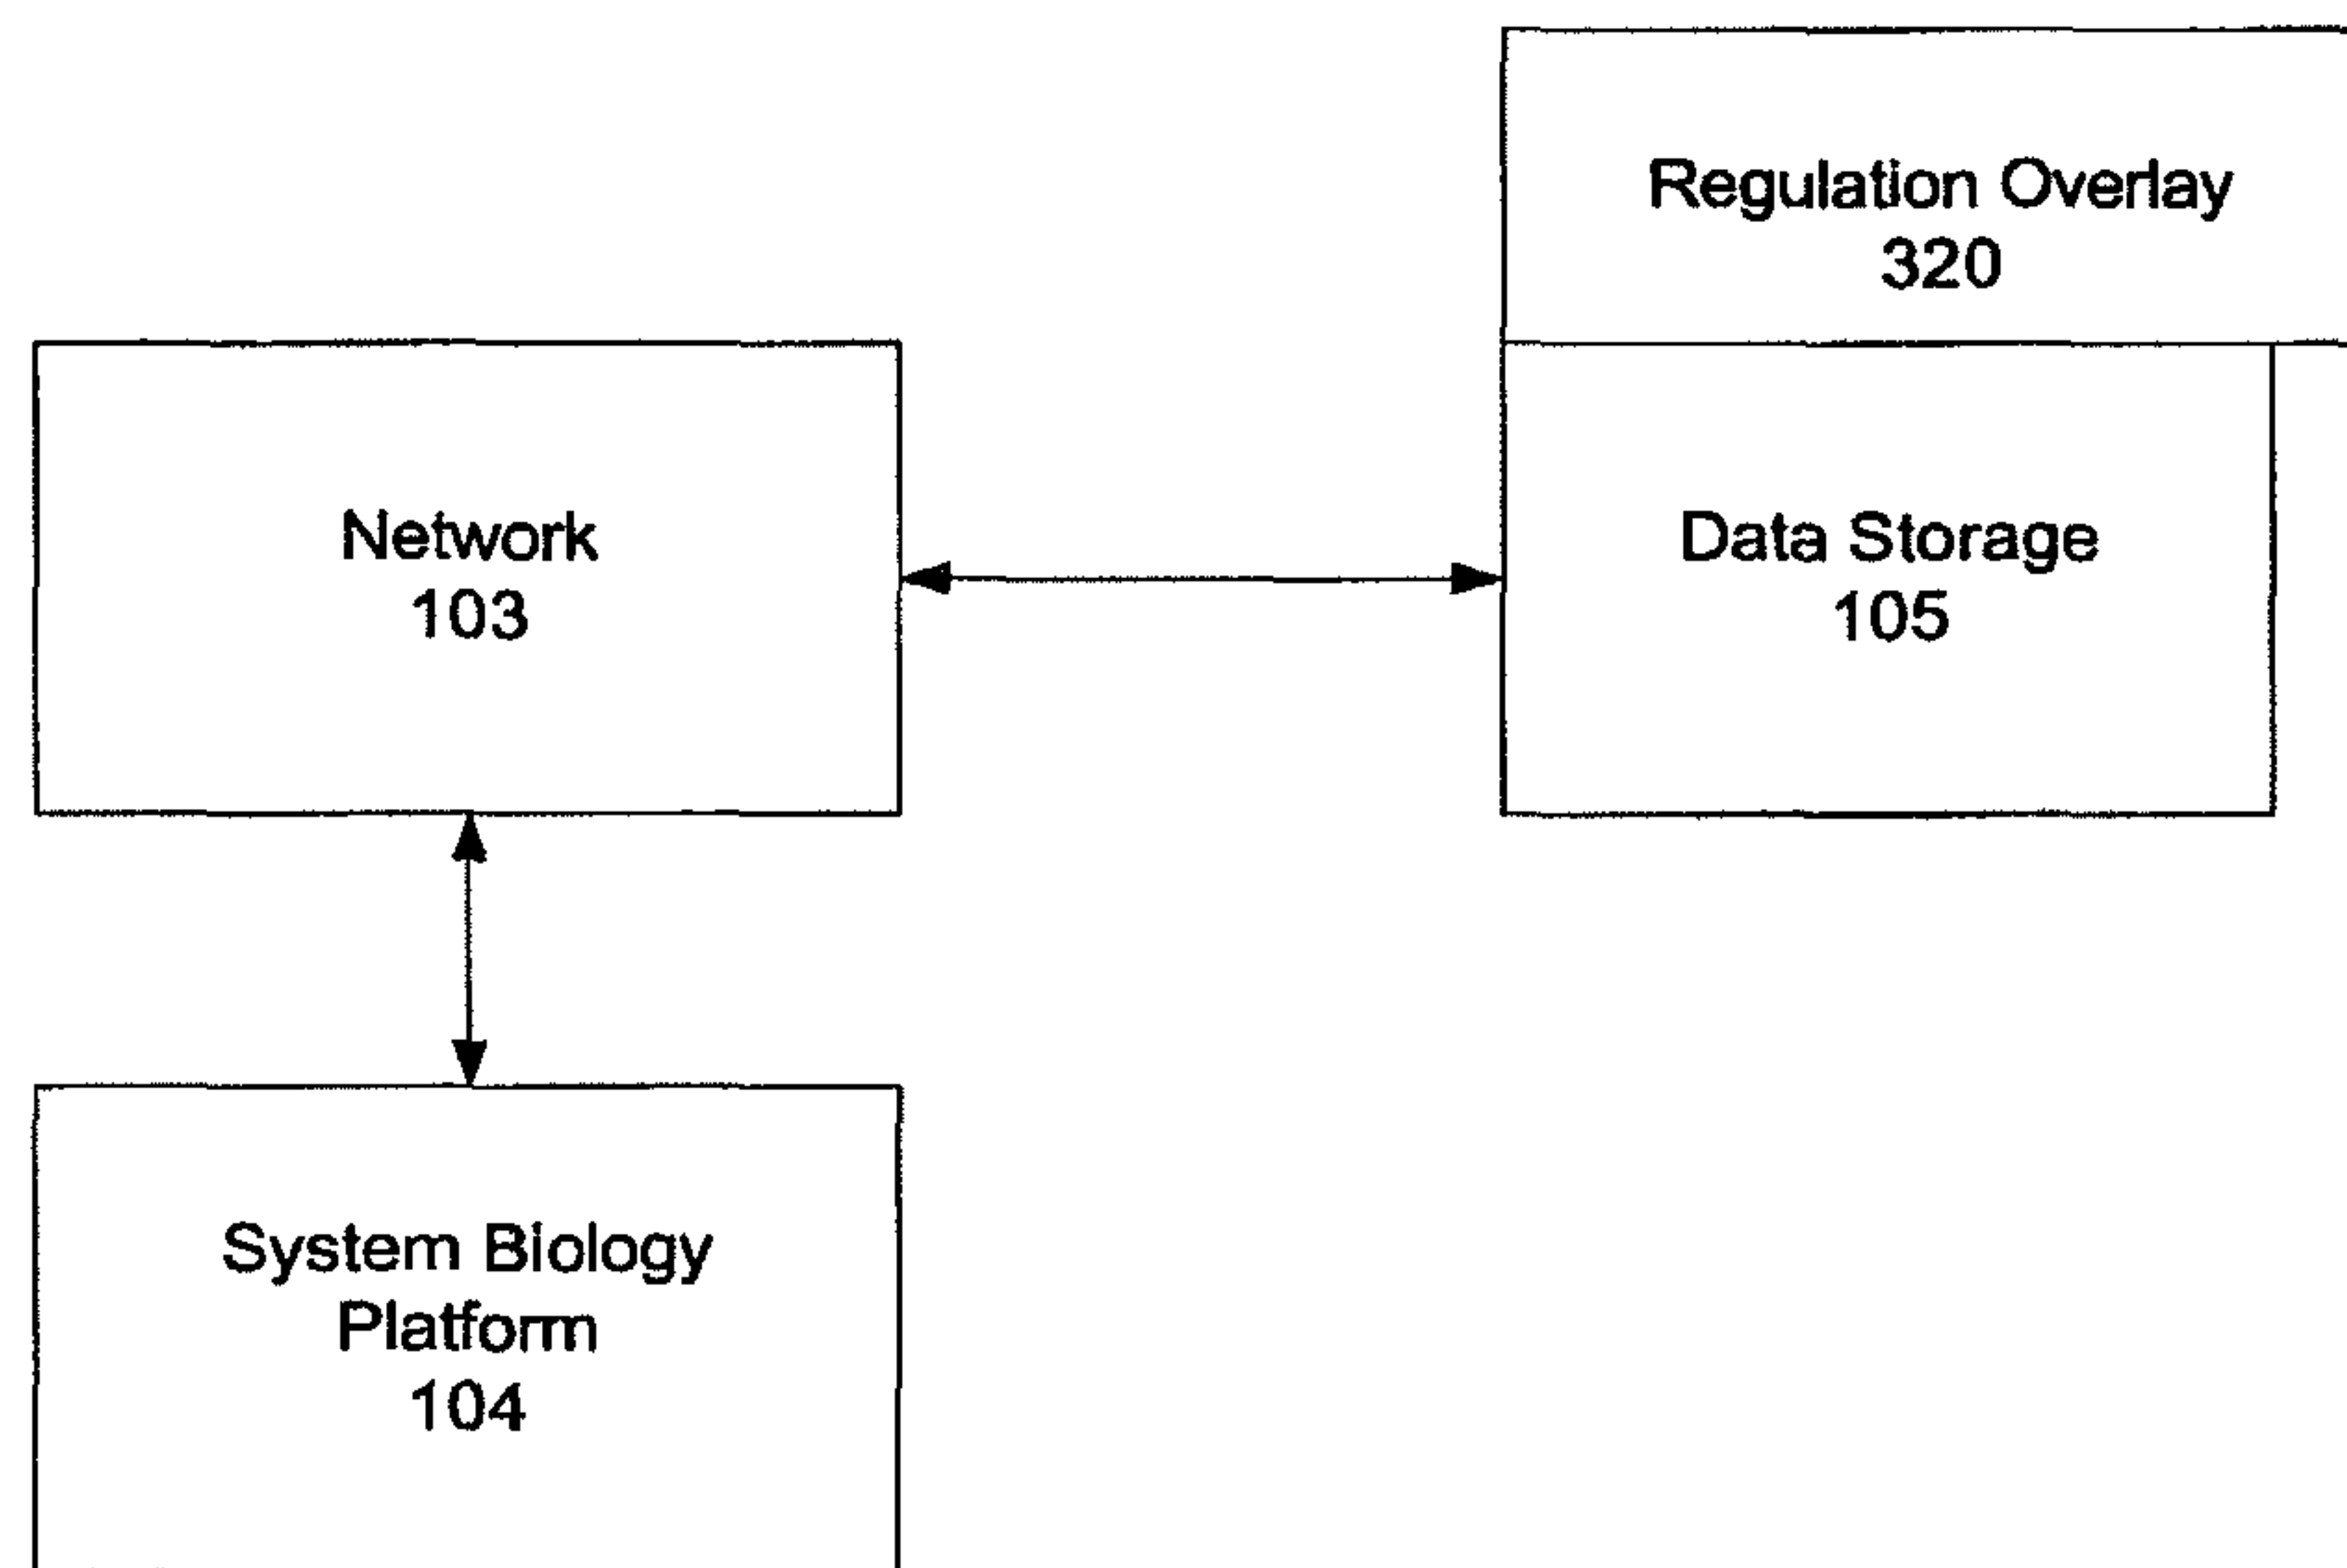 Regulation Overlay
320
Network
103
Data Storage
105
System Biology
Platform
104